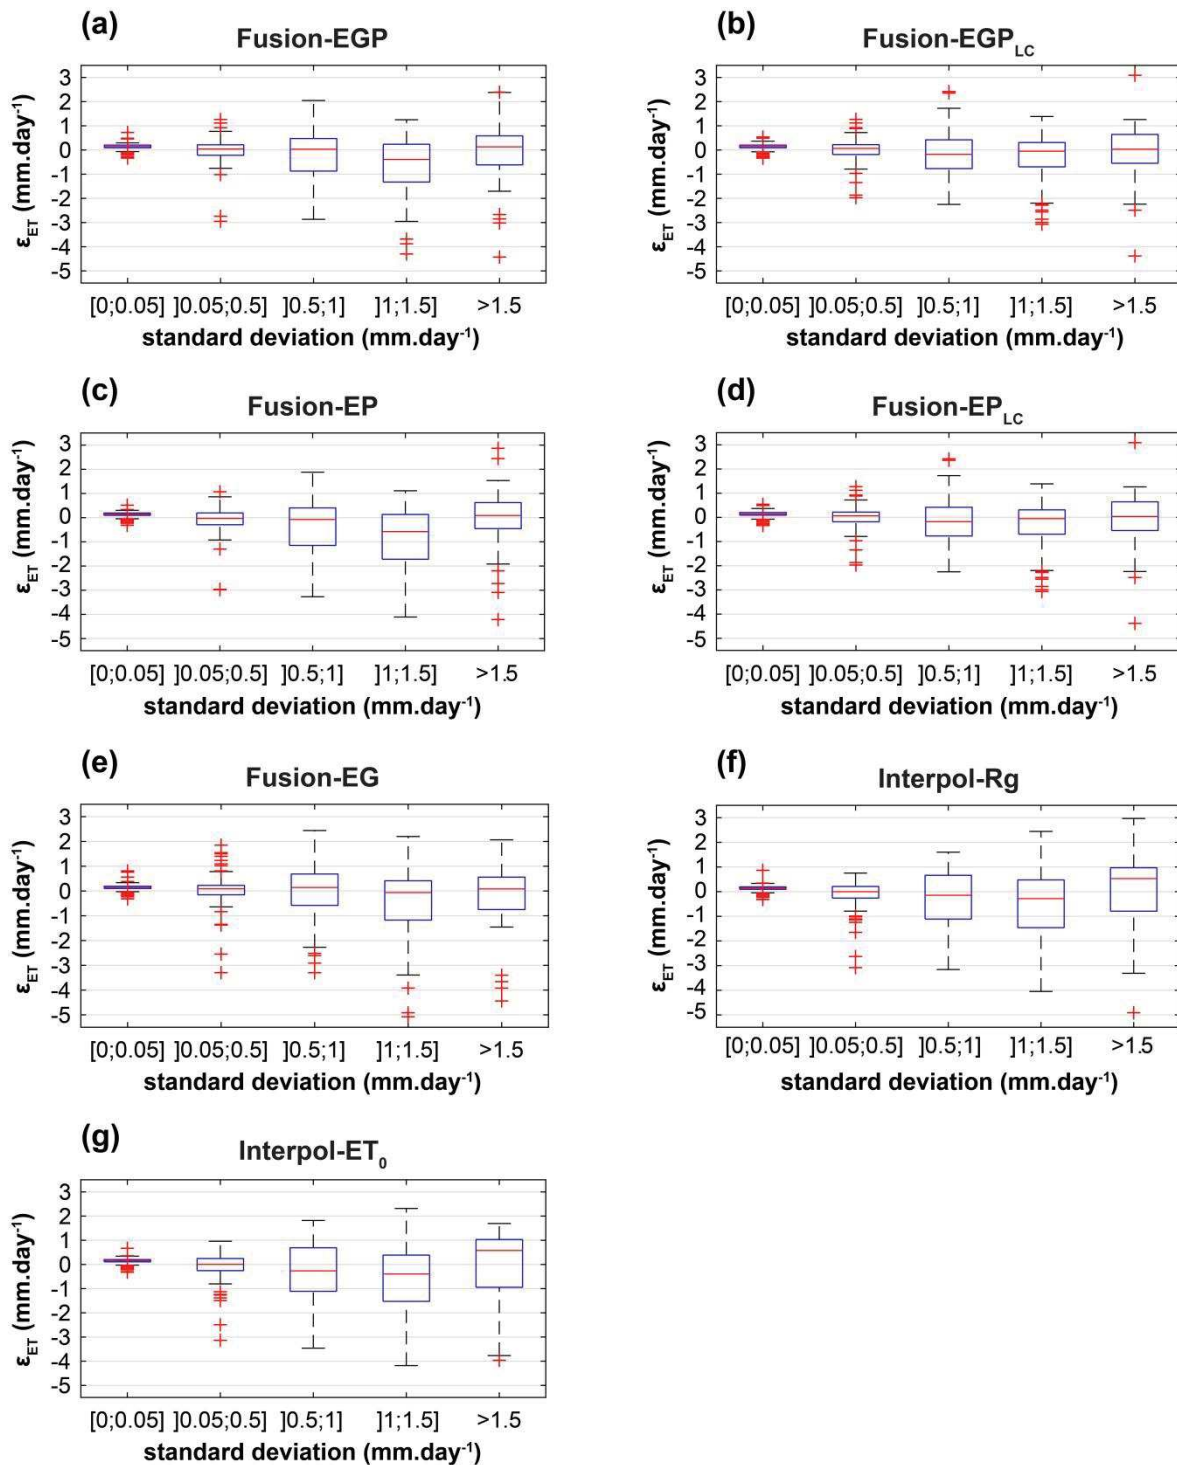 (a)
Fusion-EGP
3
2
1
0
-1
-2
-3
-4
-5
ε_ET (mm.day⁻¹)
[0;0.05] ]0.05;0.5] ]0.5;1] ]1;1.5] >1.5
standard deviation (mm.day⁻¹)
(b)
Fusion-EGP_LC
3
2
1
0
-1
-2
-3
-4
-5
ε_ET (mm.day⁻¹)
[0;0.05] ]0.05;0.5] ]0.5;1] ]1;1.5] >1.5
standard deviation (mm.day⁻¹)
(c)
Fusion-EP
3
2
1
0
-1
-2
-3
-4
-5
ε_ET (mm.day⁻¹)
[0;0.05] ]0.05;0.5] ]0.5;1] ]1;1.5] >1.5
standard deviation (mm.day⁻¹)
(d)
Fusion-EP_LC
3
2
1
0
-1
-2
-3
-4
-5
ε_ET (mm.day⁻¹)
[0;0.05] ]0.05;0.5] ]0.5;1] ]1;1.5] >1.5
standard deviation (mm.day⁻¹)
(e)
Fusion-EG
3
2
1
0
-1
-2
-3
-4
-5
ε_ET (mm.day⁻¹)
[0;0.05] ]0.05;0.5] ]0.5;1] ]1;1.5] >1.5
standard deviation (mm.day⁻¹)
(f)
Interpol-Rg
3
2
1
0
-1
-2
-3
-4
-5
ε_ET (mm.day⁻¹)
[0;0.05] ]0.05;0.5] ]0.5;1] ]1;1.5] >1.5
standard deviation (mm.day⁻¹)
(g)
Interpol-ET₀
3
2
1
0
-1
-2
-3
-4
-5
ε_ET (mm.day⁻¹)
[0;0.05] ]0.05;0.5] ]0.5;1] ]1;1.5] >1.5
standard deviation (mm.day⁻¹)